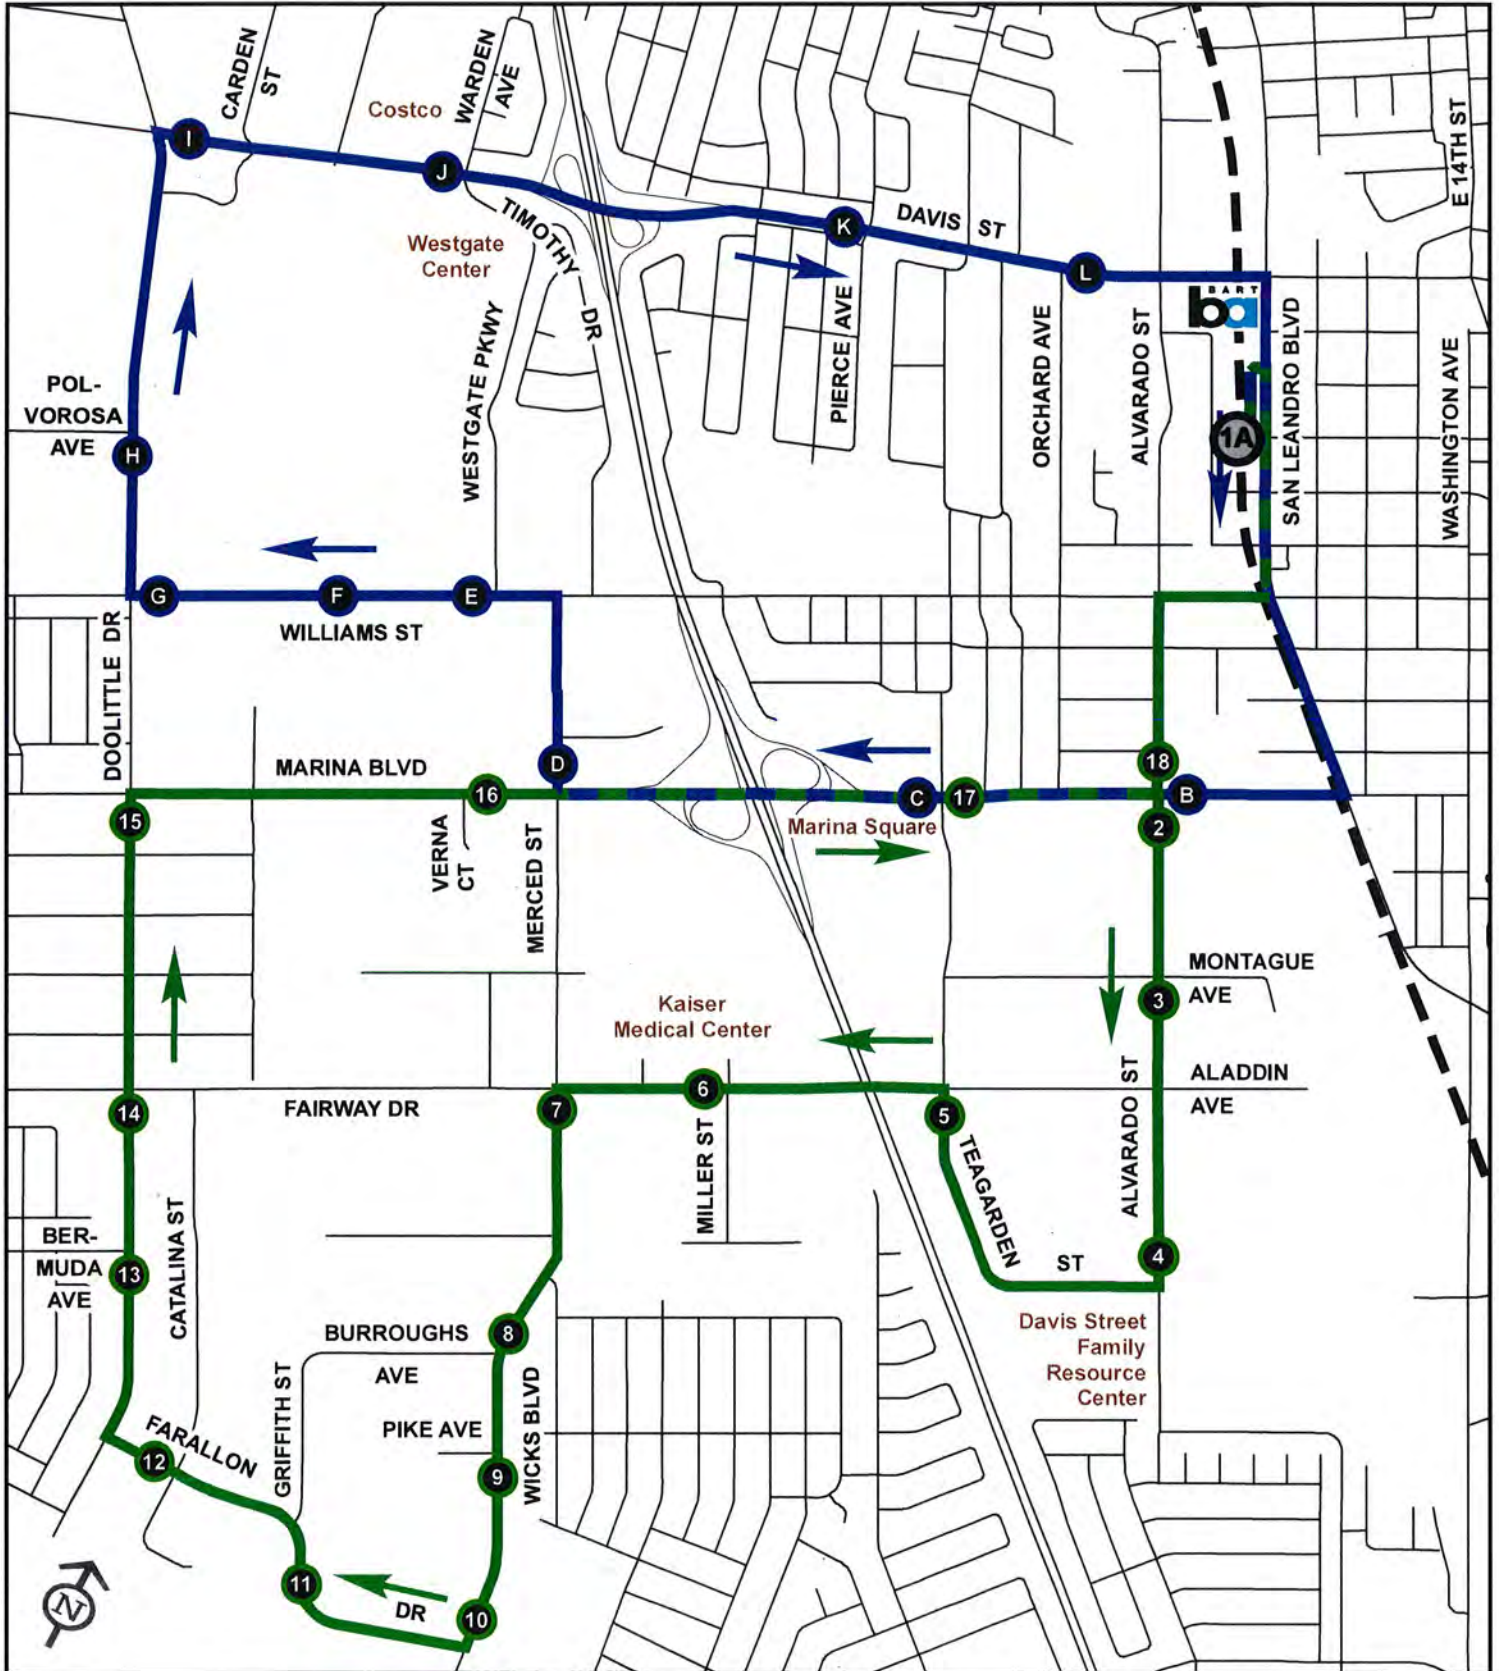 CARDEN
ST
WARDEN
AVE
Costco
E 14TH ST
I
J
TIMOTHY DR
Westgate
Center
K
DAVIS ST
L
BART
ba
PIERCE AVE
ORCHARD AVE
ALVARADO ST
SAN LEANDRO BLVD
WASHINGTON AVE
WESTGATE PKWY
POL-
VOROSA
AVE
H
1A
G
F
E
WILLIAMS ST
DOOLITTLE DR
MARINA BLVD
D
18
16
C
17
B
15
Marina Square
2
VERNA
CT
MERCED ST
MONTAGUE
AVE
3
Kaiser
Medical Center
ALADDIN
AVE
ALVARADO ST
14
FAIRWAY DR
7
6
5
MILLER ST
TEAGARDEN
ST
4
BER-
MUDA
AVE
13
CATALINA ST
BURROUGHS
AVE
8
Davis Street
Family
Resource
Center
GRIFFITH ST
PIKE AVE
WICKS BLVD
9
FARALLON
12
11
DR
10
N